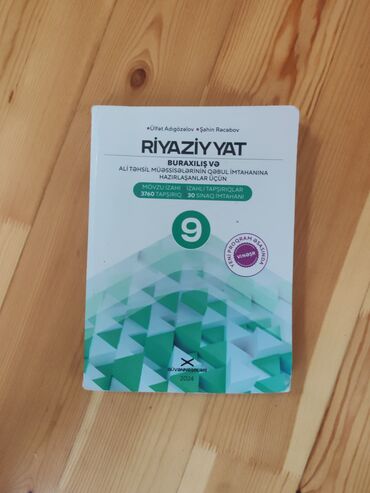 •Ülfət Adıgözəlov •Şahin Rəcəbov
RİYAZİYYAT
BURAXILIŞ VƏ
ALİ TƏHSİL MÜƏSSİSƏLƏRİNİN QƏBUL İMTAHANINA
HAZIRLAŞANLAR ÜÇÜN
MÖVZU İZAHI İZAHLI TAPŞIRIQLAR
3760 TAPŞIRIQ 30 SINAQ İMTAHANI
9
YENİ PROQRAM ƏSASINDA
2024